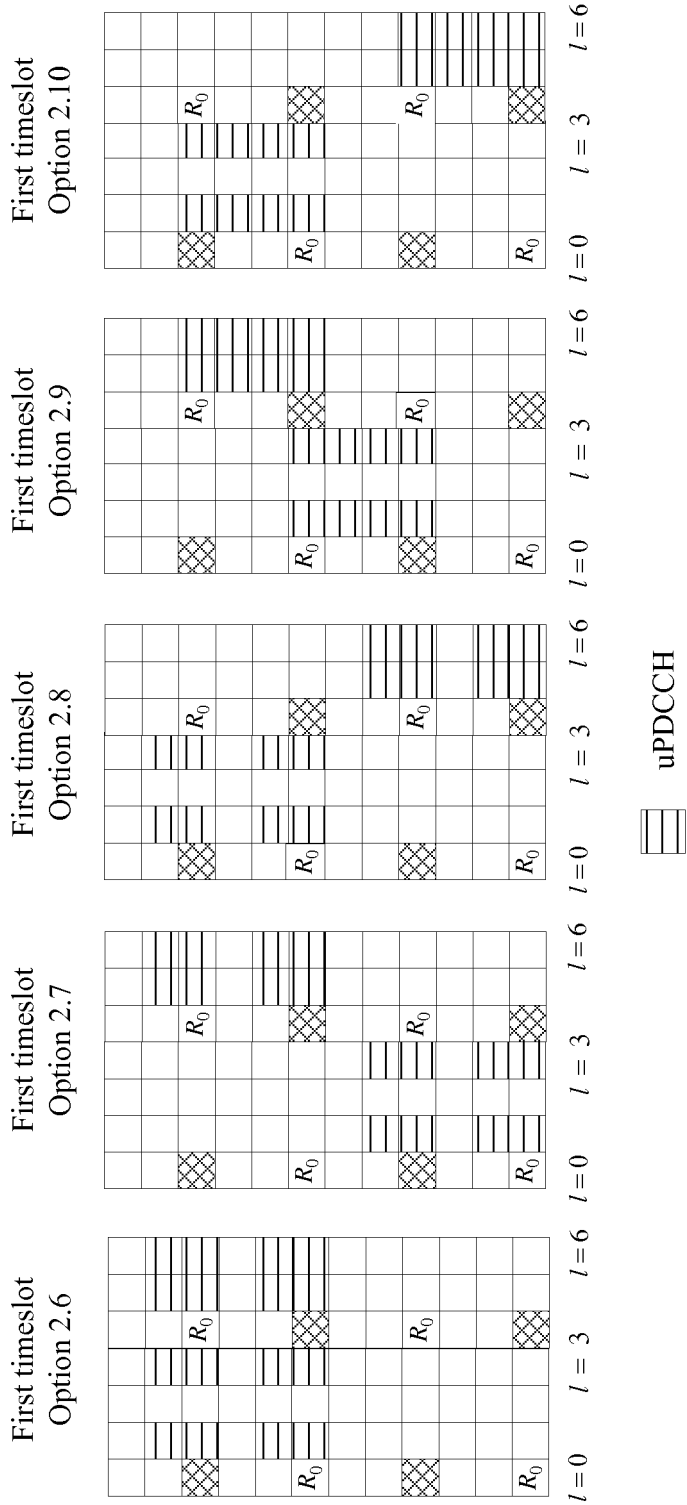 First timeslot
Option 2.6
R0
R0
R0
R0
l = 0
l = 3
l = 6
First timeslot
Option 2.7
R0
R0
R0
R0
l = 0
l = 3
l = 6
First timeslot
Option 2.8
R0
R0
R0
R0
l = 0
l = 3
l = 6
First timeslot
Option 2.9
R0
R0
R0
R0
l = 0
l = 3
l = 6
First timeslot
Option 2.10
R0
R0
R0
R0
l = 0
l = 3
l = 6
uPDCCH